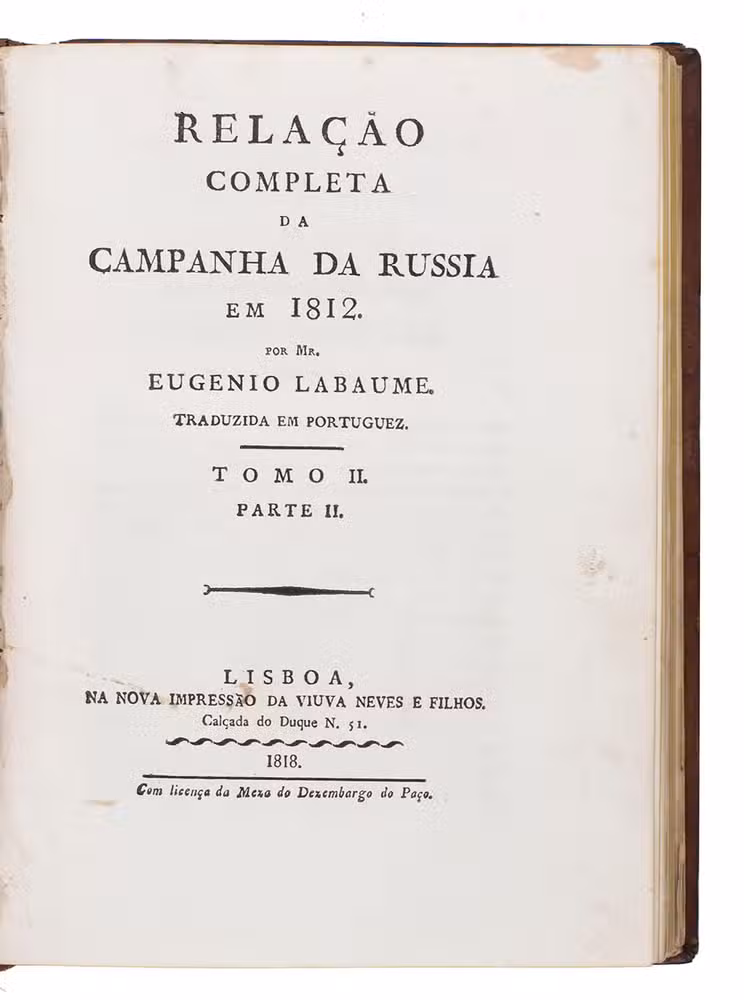 RELAÇÃO
COMPLETA
DA
CAMPANHA DA RUSSIA
EM 1812.
POR MR.
EUGENIO LABAUME.
TRADUZIDA EM PORTUGUEZ.
TOMO II.
PARTE II.
LISBOA,
NA NOVA IMPRESSÃO DA VIUVA NEVES E FILHOS.
Calçada do Duque N. 51.
1818.
Com licença da Meza do Dezembargo do Paço.